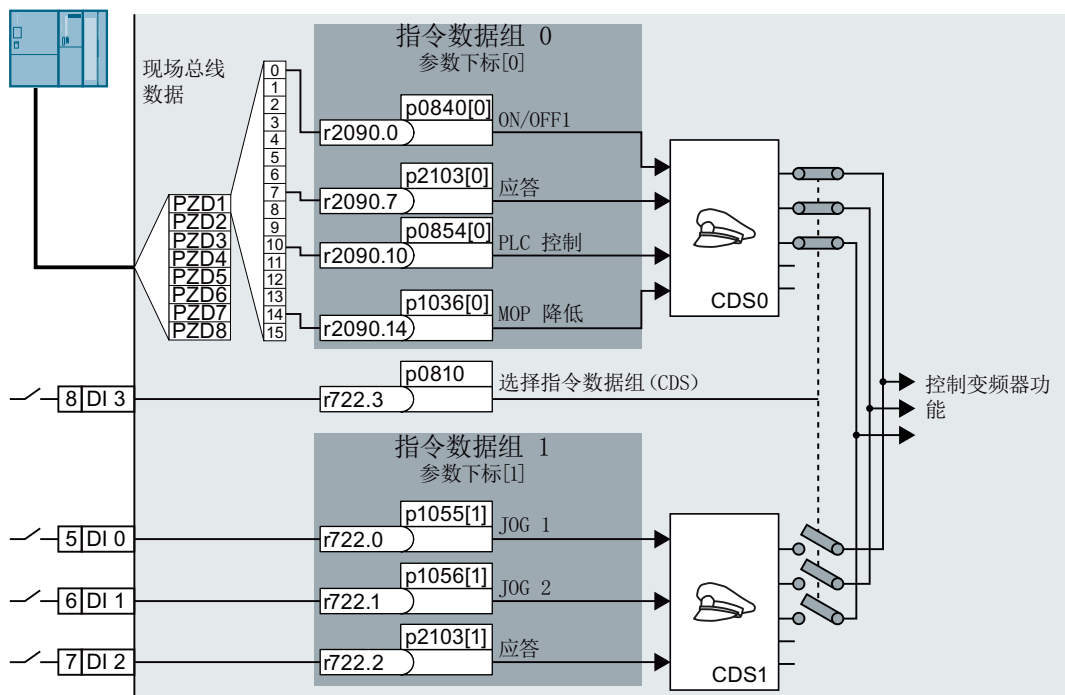 指令数据组 0
参数下标[0]
现场总线
数据
0
1
2
3
4
5
6
7
8
9
10
11
12
13
14
15
PZD1
PZD2
PZD3
PZD4
PZD5
PZD6
PZD7
PZD8
p0840[0]
r2090.0
ON/OFF1
p2103[0]
r2090.7
应答
p0854[0]
r2090.10
PLC 控制
p1036[0]
r2090.14
MOP 降低
CDS0
8 DI 3
p0810
r722.3
选择指令数据组(CDS)
控制变频器功
能
指令数据组 1
参数下标[1]
5 DI 0
p1055[1]
r722.0
JOG 1
6 DI 1
p1056[1]
r722.1
JOG 2
7 DI 2
p2103[1]
r722.2
应答
CDS1